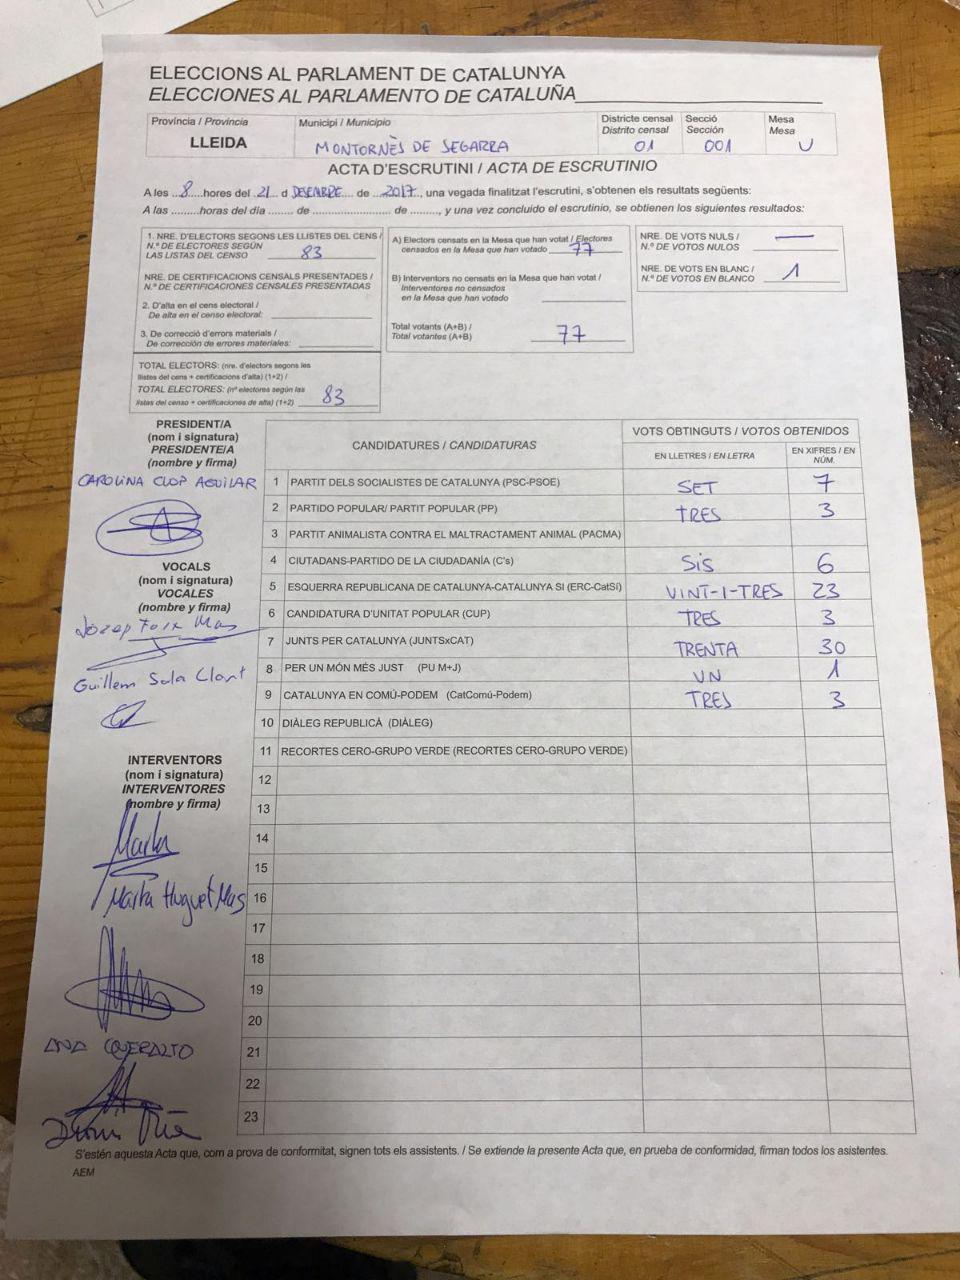 ELECCIONS AL PARLAMENT DE CATALUNYA
ELECCIONES AL PARLAMENTO DE CATALUÑA
Província / Provincia
LLEIDA
Municipi / Municipio
MONTORNÈS DE SEGARRA
Districte censal
Distrito censal
01
Secció
Sección
001
Mesa
Mesa
U
ACTA D'ESCRUTINI / ACTA DE ESCRUTINIO
A les ..8....hores del .21.. d DESEMBRE.... de ..2017.., una vegada finalitzat l'escrutini, s'obtenen els resultats següents:
A las .........horas del día ....... de ....................... de ........, y una vez concluido el escrutinio, se obtienen los siguientes resultados:
1. NRE. D'ELECTORS SEGONS LES LLISTES DEL CENS /
N.º DE ELECTORES SEGÚN
LAS LISTAS DEL CENSO 83
NRE. DE CERTIFICACIONS CENSALS PRESENTADES /
N.º DE CERTIFICACIONES CENSALES PRESENTADAS
2. D'alta en el cens electoral /
De alta en el censo electoral:
3. De correcció d'errors materials /
De corrección de errores materiales:
TOTAL ELECTORS: (nre. d'electors segons les
llistes del cens + certificacions d'alta) (1+2) /
TOTAL ELECTORES: (nº electores según las
listas del censo + certificaciones de alta) (1+2) 83
A) Electors censats en la Mesa que han votat / Electores
censados en la Mesa que han votado 77
B) Interventors no censats en la Mesa que han votat /
Interventores no censados
en la Mesa que han votado
Total votants (A+B) /
Total votantes (A+B) 77
NRE. DE VOTS NULS /
N.º DE VOTOS NULOS —
NRE. DE VOTS EN BLANC /
N.º DE VOTOS EN BLANCO 1
PRESIDENT/A
(nom i signatura)
PRESIDENTE/A
(nombre y firma)
CAROLINA CLOP AGUILAR
VOCALS
(nom i signatura)
VOCALES
(nombre y firma)
Josep Foix Mas
Guillem Sala Clart
INTERVENTORS
(nom i signatura)
INTERVENTORES
(nombre y firma)
Marta
Marta Huguet Mas
ANA QUERALTO
CANDIDATURES / CANDIDATURAS
VOTS OBTINGUTS / VOTOS OBTENIDOS
EN LLETRES / EN LETRA
EN XIFRES / EN NÚM.
1 PARTIT DELS SOCIALISTES DE CATALUNYA (PSC-PSOE) SET 7
2 PARTIDO POPULAR/ PARTIT POPULAR (PP) TRES 3
3 PARTIT ANIMALISTA CONTRA EL MALTRACTAMENT ANIMAL (PACMA)
4 CIUTADANS-PARTIDO DE LA CIUDADANÍA (C's) SIS 6
5 ESQUERRA REPUBLICANA DE CATALUNYA-CATALUNYA SI (ERC-CatSí) VINT-I-TRES 23
6 CANDIDATURA D'UNITAT POPULAR (CUP) TRES 3
7 JUNTS PER CATALUNYA (JUNTSxCAT) TRENTA 30
8 PER UN MÓN MÉS JUST (PU M+J) UN 1
9 CATALUNYA EN COMÚ-PODEM (CatComú-Podem) TRES 3
10 DIÀLEG REPUBLICÀ (DIÀLEG)
11 RECORTES CERO-GRUPO VERDE (RECORTES CERO-GRUPO VERDE)
12
13
14
15
16
17
18
19
20
21
22
23
S'estén aquesta Acta que, com a prova de conformitat, signen tots els assistents. / Se extiende la presente Acta que, en prueba de conformidad, firman todos los asistentes.
AEM